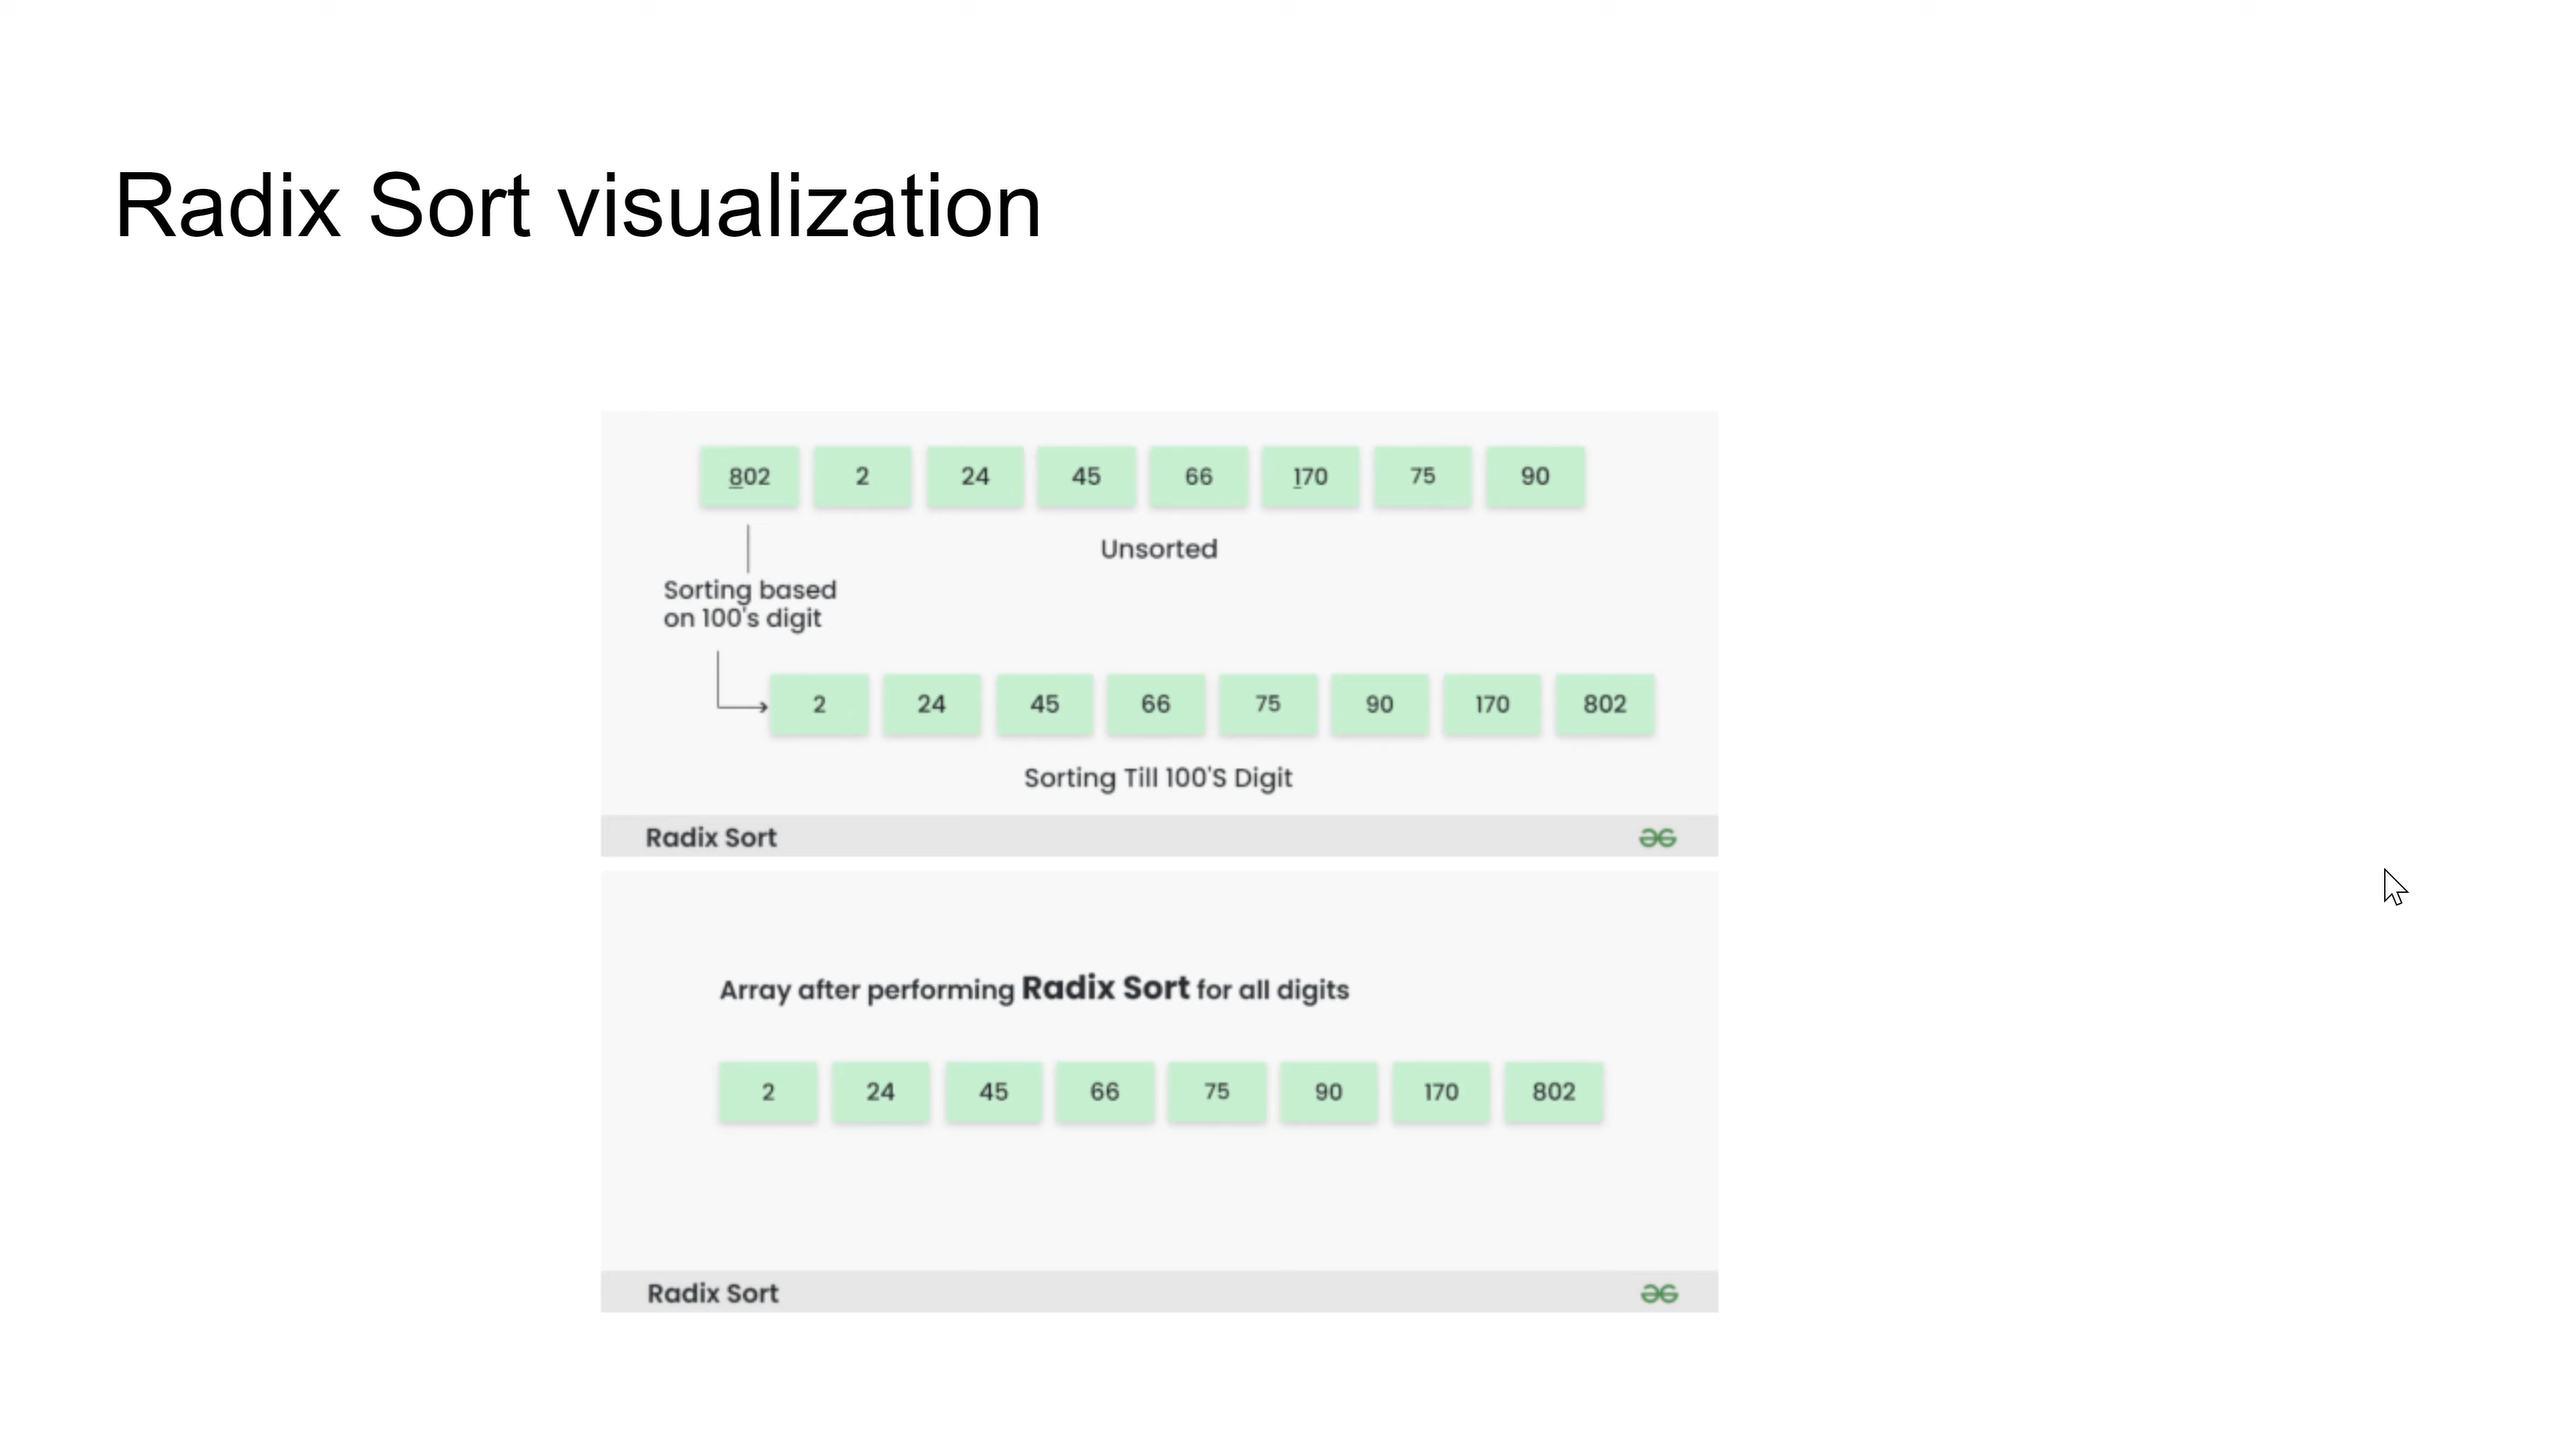 Radix Sort visualization
802 2 24 45 66 170 75 90
Unsorted
Sorting based
on 100's digit
2 24 45 66 75 90 170 802
Sorting Till 100'S Digit
Radix Sort
Array after performing Radix Sort for all digits
2 24 45 66 75 90 170 802
Radix Sort